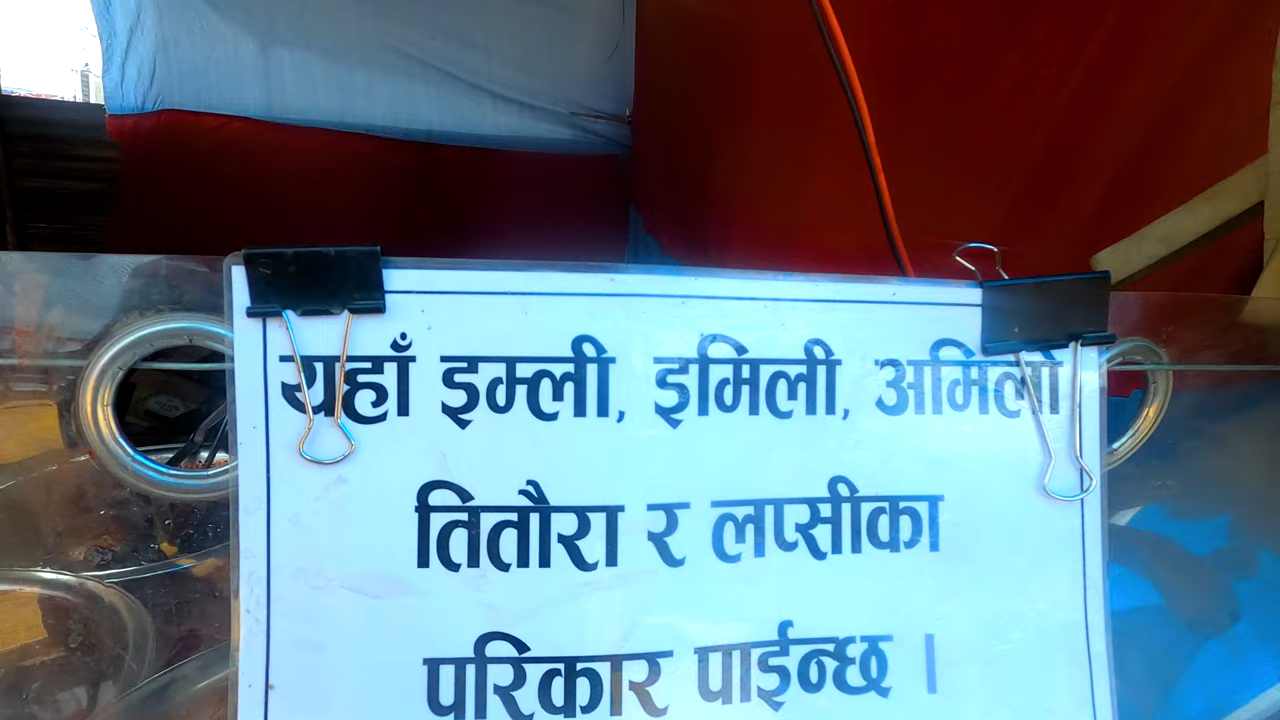 यहाँ इम्ली, इमिली, अमिलो
तितौरा र लप्सीका
परिकार पाईन्छ ।